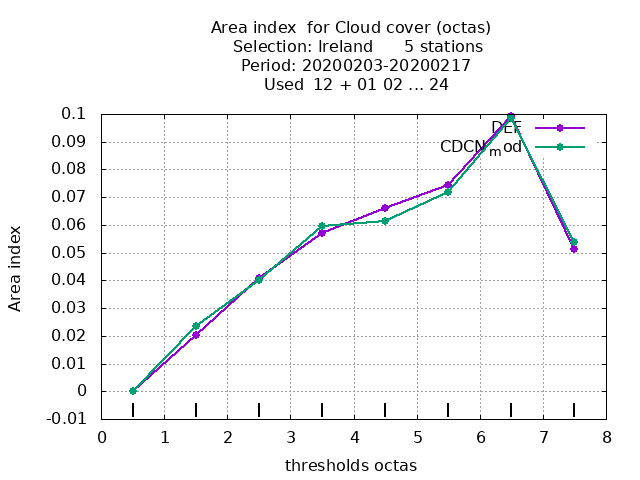 Area index  for Cloud cover (octas)
Selection: Ireland      5 stations
Period: 20200203-20200217
Used  12 + 01 02 ... 24
0.1
0.09
0.08
0.07
0.06
0.05
0.04
0.03
0.02
0.01
0
-0.01
Area index
DEF
CDCN_mod
0 1 2 3 4 5 6 7 8
thresholds octas